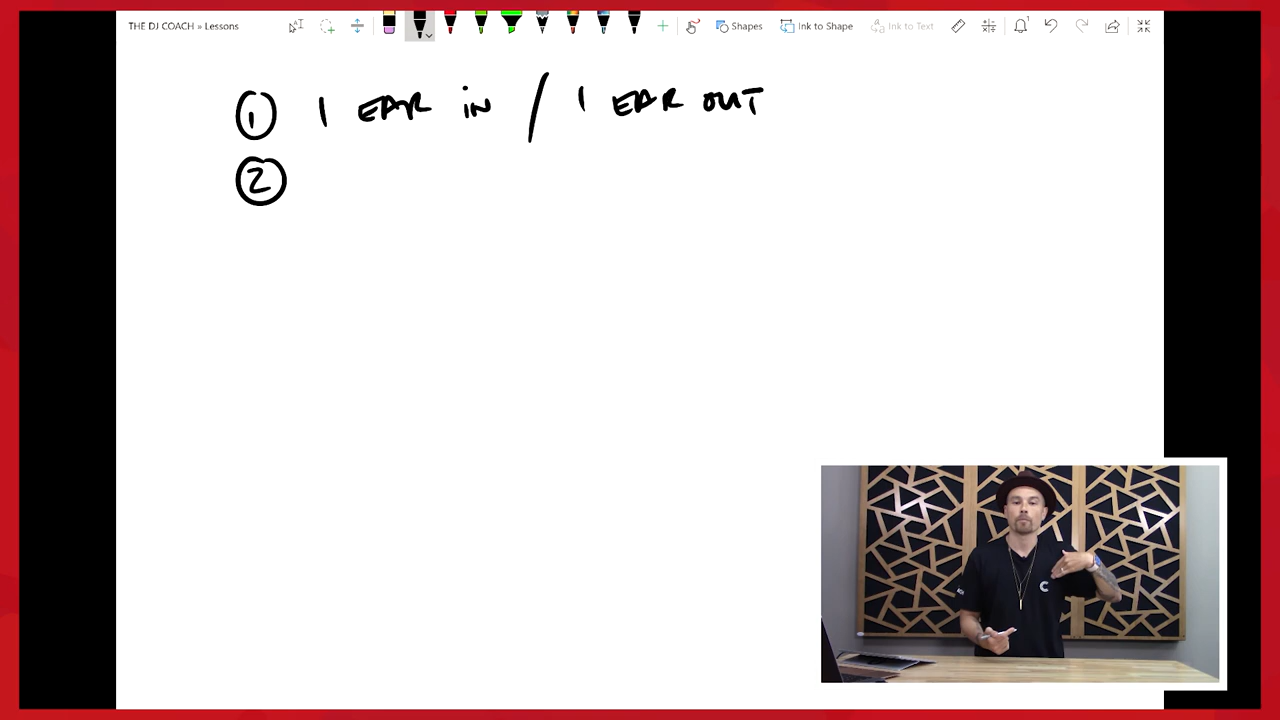 THE DJ COACH » Lessons
Shapes
Ink to Shape
Ink to Text
① 1 EAR IN / 1 EAR OUT
②
C